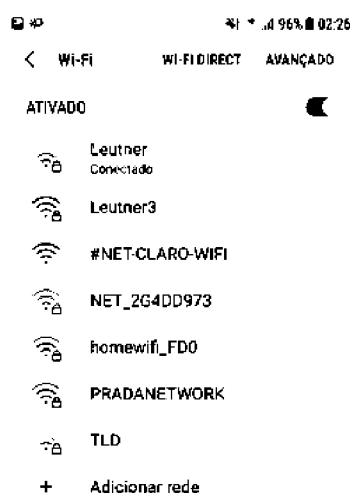 96% 02:26
Wi-Fi WI-FI DIRECT AVANÇADO
ATIVADO
Leutner
Conectado
Leutner3
#NET-CLARO-WIFI
NET_2G4DD973
homewifi_FD0
PRADANETWORK
TLD
+ Adicionar rede